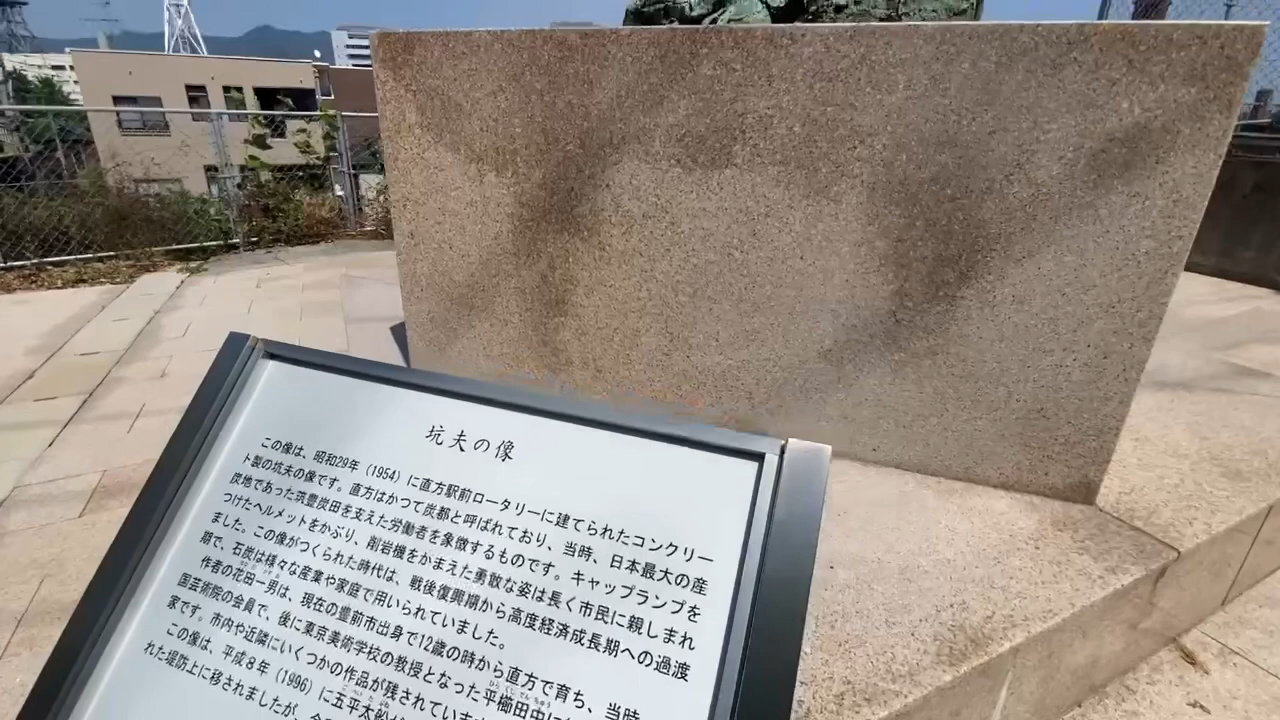 坑夫の像
この像は、昭和29年（1954）に直方駅前ロータリーに建てられたコンクリー
ト製の坑夫の像です。直方はかつて炭都と呼ばれており、当時、日本最大の産
炭地であった筑豊炭田を支えた労働者を象徴するものです。キャップランプを
つけたヘルメットをかぶり、削岩機をかまえた勇敢な姿は長く市民に親しまれ
ました。この像がつくられた時代は、戦後復興期から高度経済成長期への過渡
期で、石炭は様々な産業や家庭で用いられていました。
作者の花田一男は、現在の豊前市出身で12歳の時から直方で育ち、当時
国芸術院の会員で、後に東京美術学校の教授となった平櫛田中に
家です。市内や近隣にいくつかの作品が残されていま
この像は、平成８年（1996）に五平太船
れた堤防上に移されましたが、